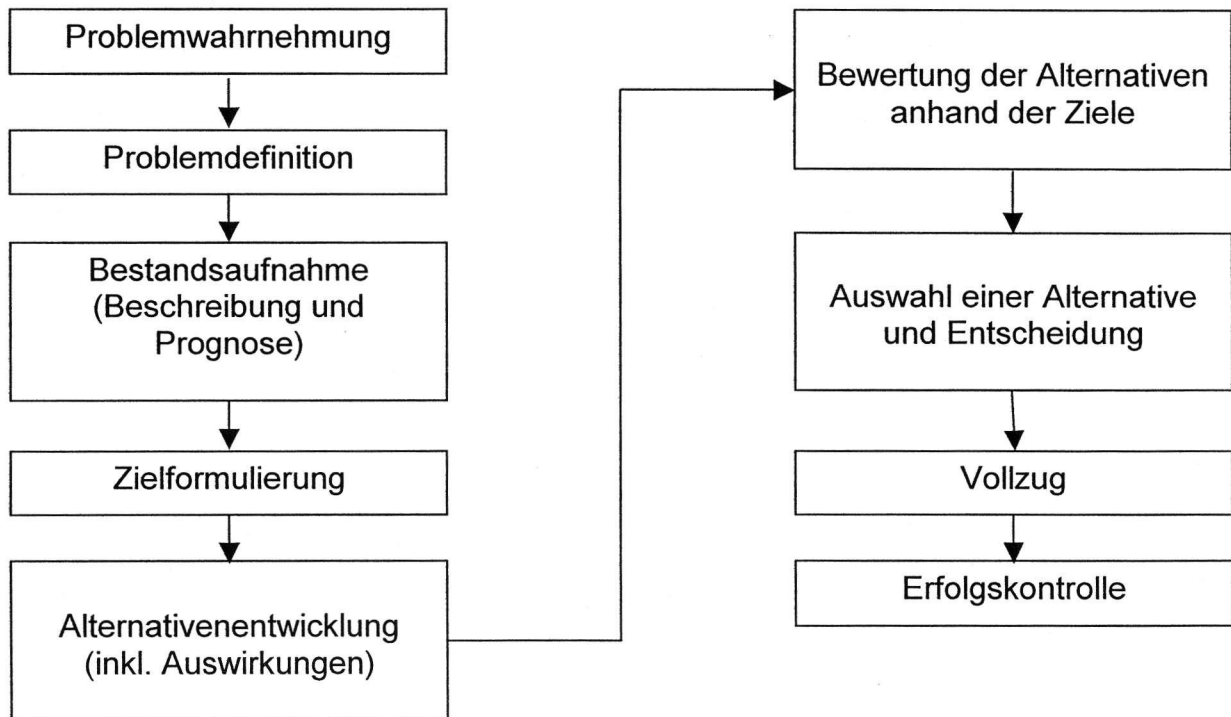 Problemwahrnehmung
Problemdefinition
Bestandsaufnahme
(Beschreibung und
Prognose)
Zielformulierung
Alternativenentwicklung
(inkl. Auswirkungen)
Bewertung der Alternativen
anhand der Ziele
Auswahl einer Alternative
und Entscheidung
Vollzug
Erfolgskontrolle